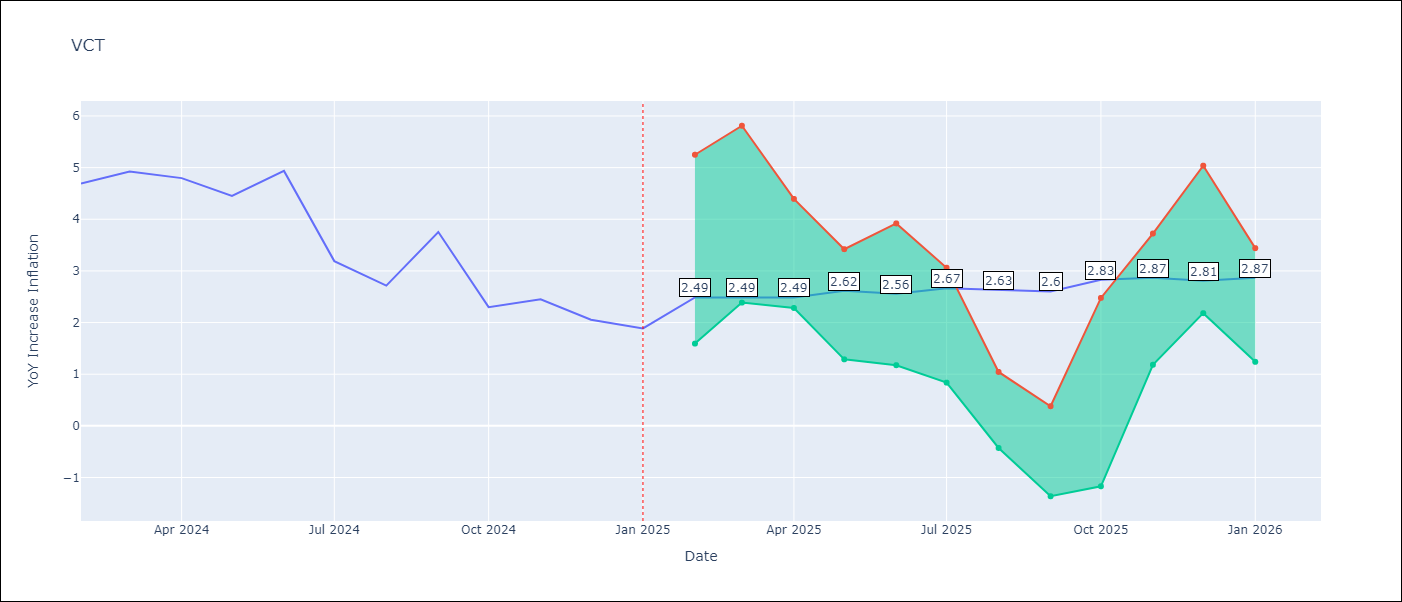 VCT
6
5
4
3
2
1
0
−1
YoY Increase Inflation
2.49
2.49
2.49
2.62
2.56
2.67
2.63
2.6
2.83
2.87
2.81
2.87
Apr 2024
Jul 2024
Oct 2024
Jan 2025
Apr 2025
Jul 2025
Oct 2025
Jan 2026
Date